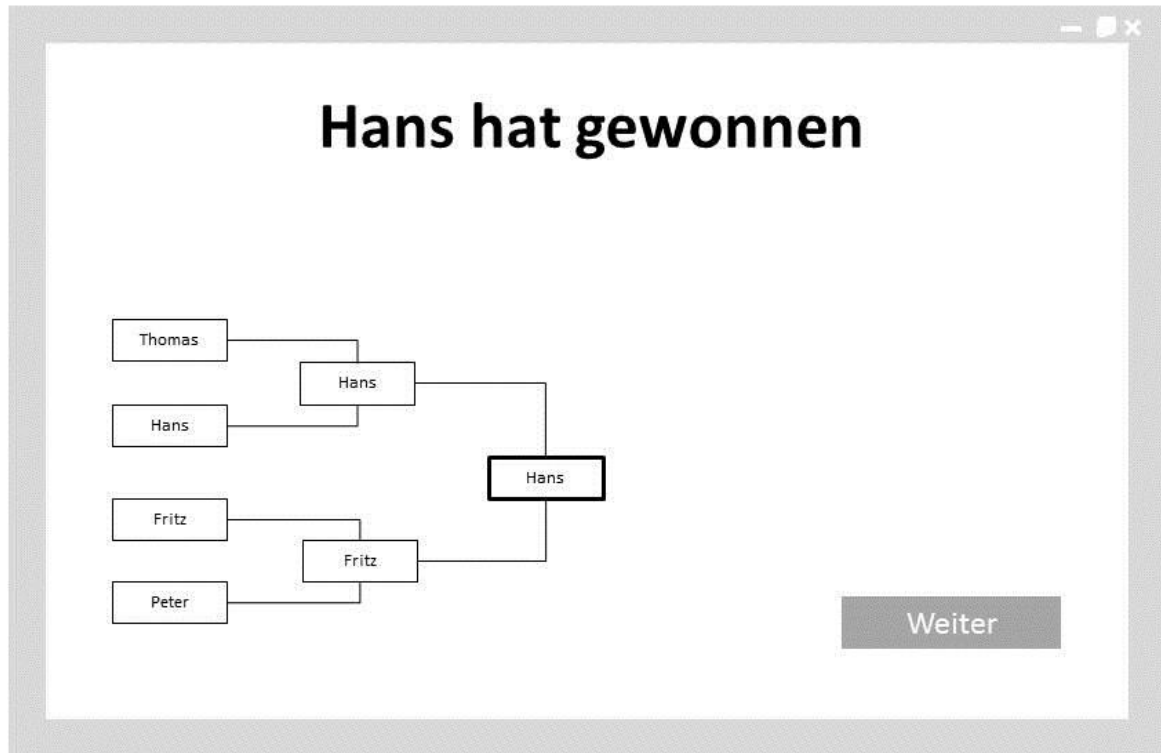 Hans hat gewonnen
Thomas
Hans
Hans
Hans
Fritz
Fritz
Peter
Weiter